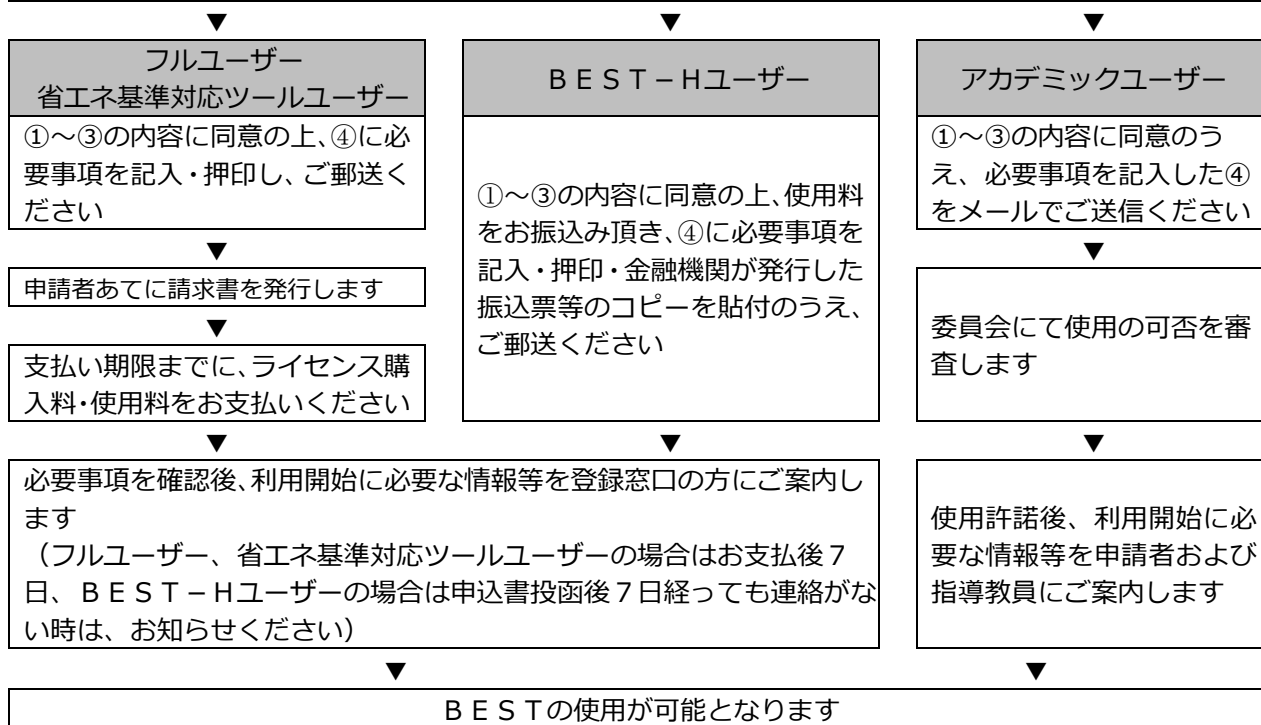 ▼ ▼ ▼
フルユーザー
省エネ基準対応ツールユーザー
①～③の内容に同意の上、④に必
要事項を記入・押印し、ご郵送く
ださい
▼
申請者あてに請求書を発行します
▼
支払い期限までに、ライセンス購
入料・使用料をお支払いください
▼
ＢＥＳＴ－Ｈユーザー
①～③の内容に同意の上、使用料
をお振込み頂き、④に必要事項を
記入・押印・金融機関が発行した
振込票等のコピーを貼付のうえ、
ご郵送ください
▼
必要事項を確認後、利用開始に必要な情報等を登録窓口の方にご案内し
ます
（フルユーザー、省エネ基準対応ツールユーザーの場合はお支払後７
日、ＢＥＳＴ－Ｈユーザーの場合は申込書投函後７日経っても連絡がな
い時は、お知らせください）
アカデミックユーザー
①～③の内容に同意のう
え、必要事項を記入した④
をメールでご送信ください
▼
委員会にて使用の可否を審
査します
▼
使用許諾後、利用開始に必
要な情報等を申請者および
指導教員にご案内します
▼ ▼
ＢＥＳＴの使用が可能となります